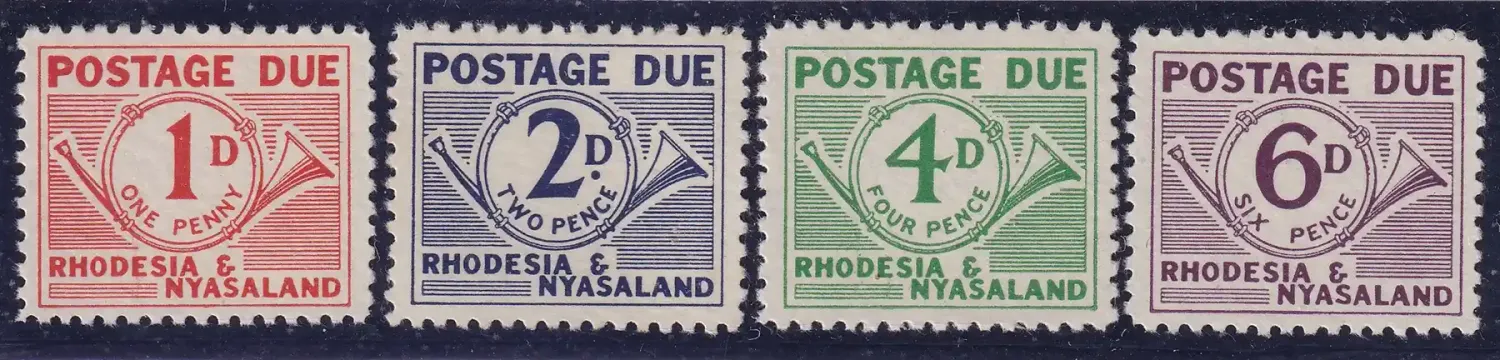 POSTAGE DUE
1D
ONE PENNY
RHODESIA &
NYASALAND
POSTAGE DUE
2D.
TWO PENCE
RHODESIA &
NYASALAND
POSTAGE DUE
4D
FOUR PENCE
RHODESIA &
NYASALAND
POSTAGE DUE
6D
SIX PENCE
RHODESIA &
NYASALAND